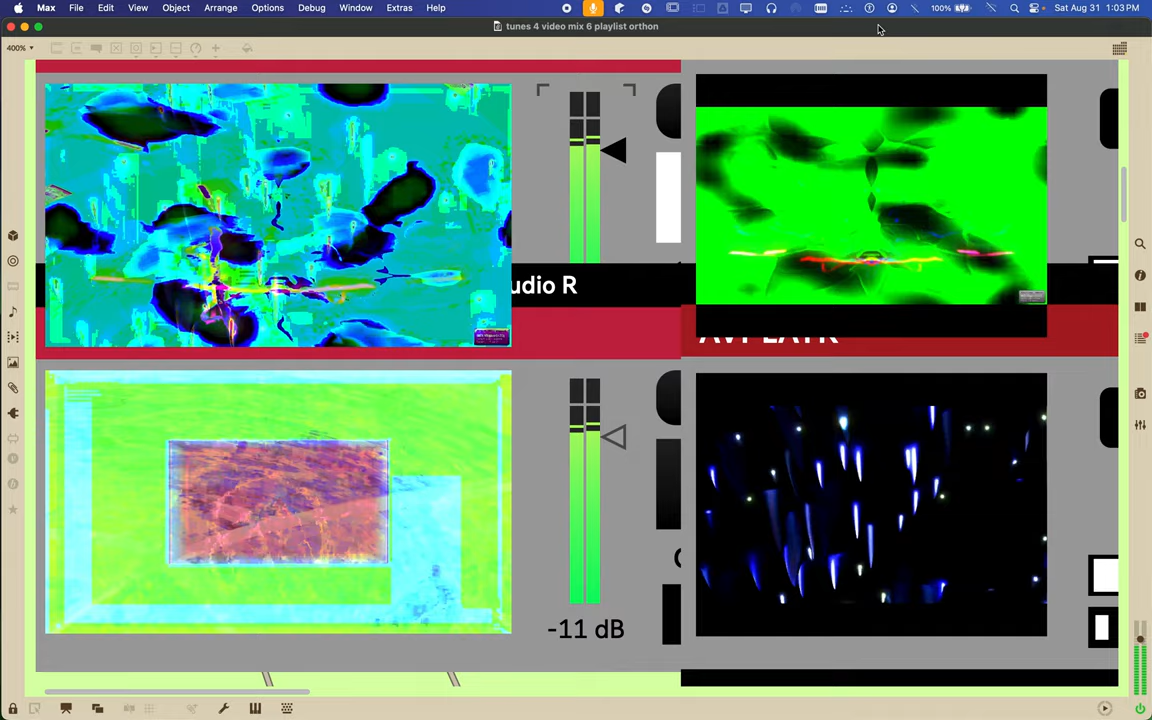 Max File Edit View Object Arrange Options Debug Window Extras Help 100% Sat Aug 31 1:03 PM
tunes 4 video mix 6 playlist orthon
400%
udio R
-11 dB